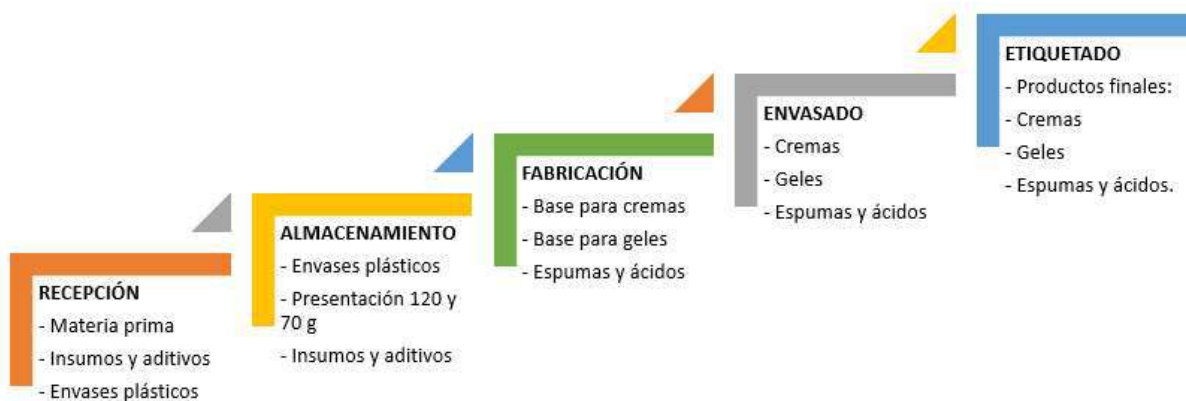 RECEPCIÓN
- Materia prima
- Insumos y aditivos
- Envases plásticos
ALMACENAMIENTO
- Envases plásticos
- Presentación 120 y
70 g
- Insumos y aditivos
FABRICACIÓN
- Base para cremas
- Base para geles
- Espumas y ácidos
ENVASADO
- Cremas
- Geles
- Espumas y ácidos
ETIQUETADO
- Productos finales:
- Cremas
- Geles
- Espumas y ácidos.